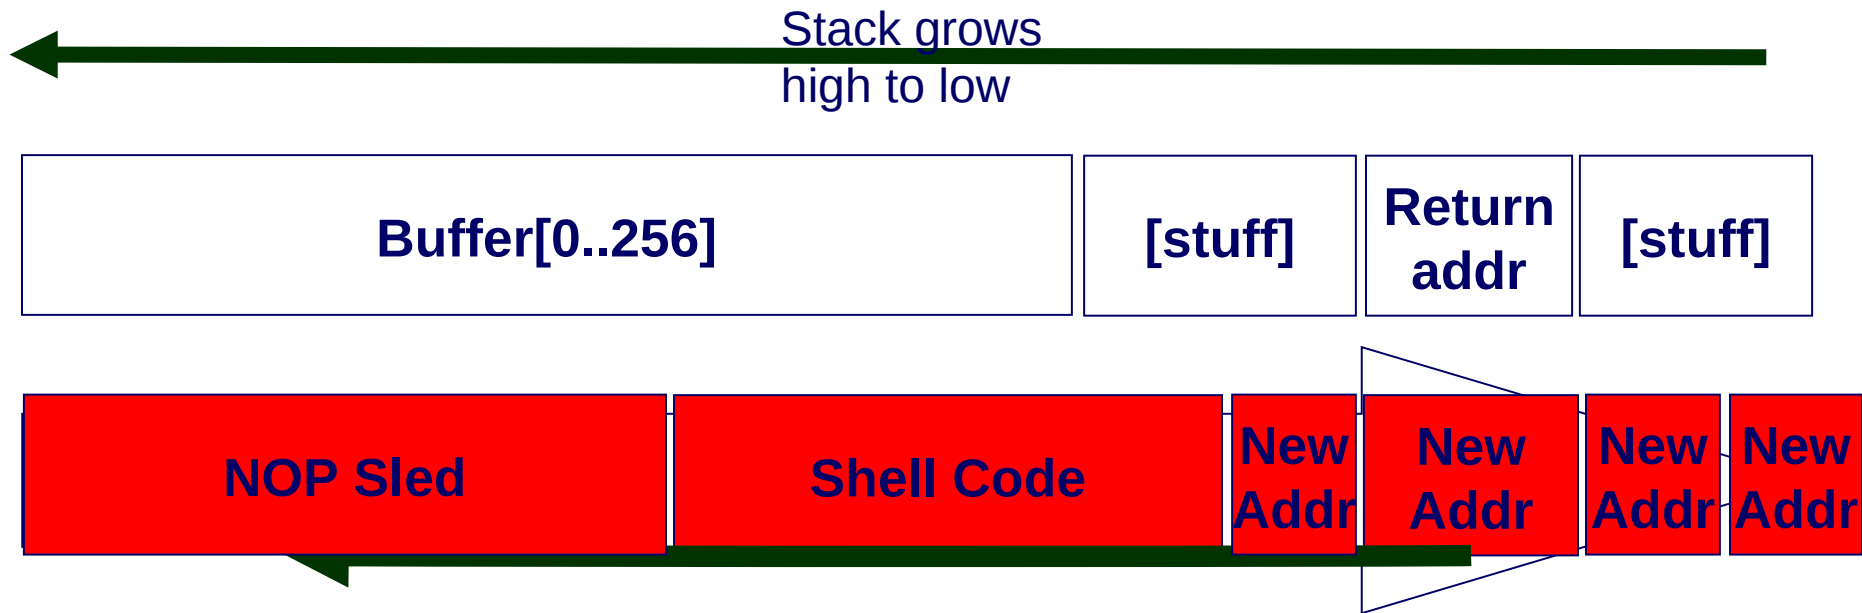 Stack grows
high to low
Buffer[0..256]
[stuff]
Return
addr
[stuff]
NOP Sled
Shell Code
New
Addr
New
Addr
New
Addr
New
Addr